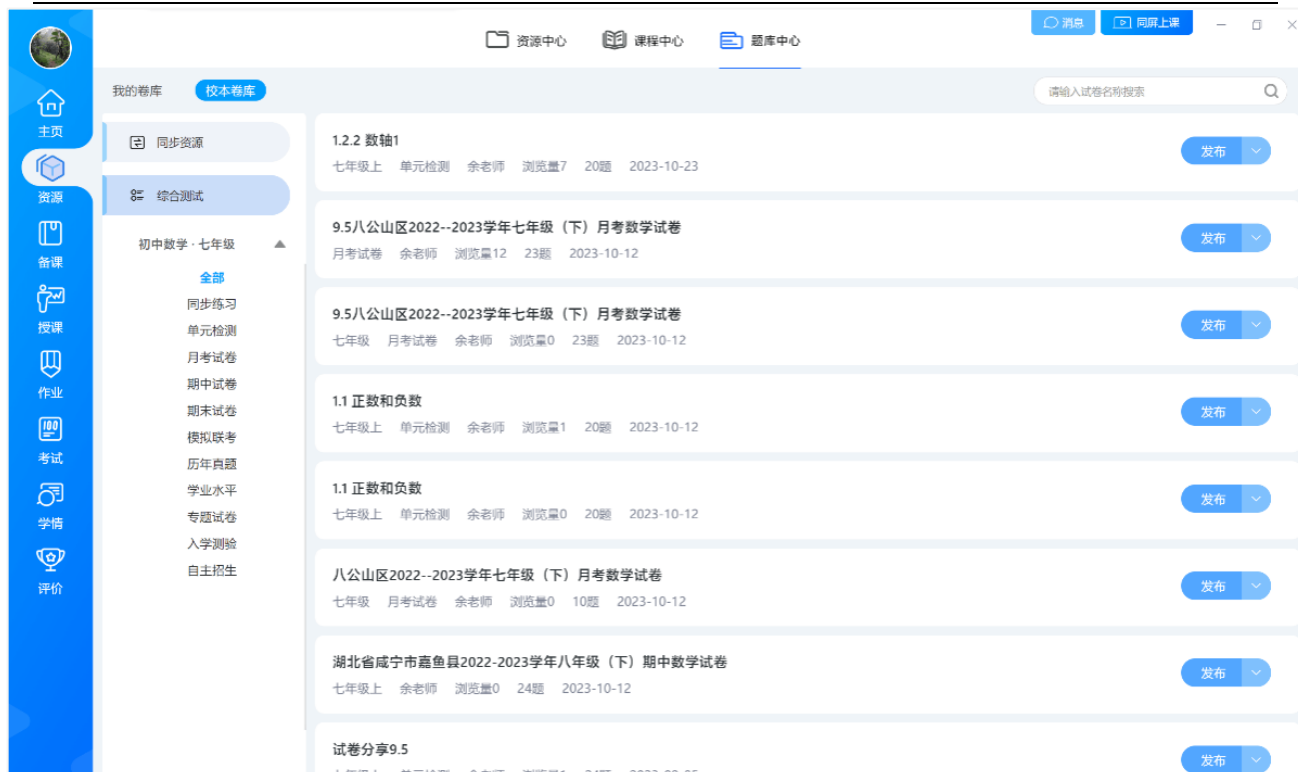 消息
同屏上课
资源中心
课程中心
题库中心
我的卷库
校本卷库
请输入试卷名称搜索
主页
资源
备课
授课
作业
100
考试
学情
评价
同步资源
综合测试
初中数学 · 七年级
全部
同步练习
单元检测
月考试卷
期中试卷
期末试卷
模拟联考
历年真题
学业水平
专题试卷
入学测验
自主招生
1.2.2 数轴1
七年级上 单元检测 余老师 浏览量7 20题 2023-10-23
发布
9.5八公山区2022--2023学年七年级（下）月考数学试卷
月考试卷 余老师 浏览量12 23题 2023-10-12
发布
9.5八公山区2022--2023学年七年级（下）月考数学试卷
七年级 月考试卷 余老师 浏览量0 23题 2023-10-12
发布
1.1 正数和负数
七年级上 单元检测 余老师 浏览量1 20题 2023-10-12
发布
1.1 正数和负数
七年级上 单元检测 余老师 浏览量0 20题 2023-10-12
发布
八公山区2022--2023学年七年级（下）月考数学试卷
七年级 月考试卷 余老师 浏览量0 10题 2023-10-12
发布
湖北省咸宁市嘉鱼县2022-2023学年八年级（下）期中数学试卷
七年级上 余老师 浏览量0 24题 2023-10-12
发布
试卷分享9.5
发布